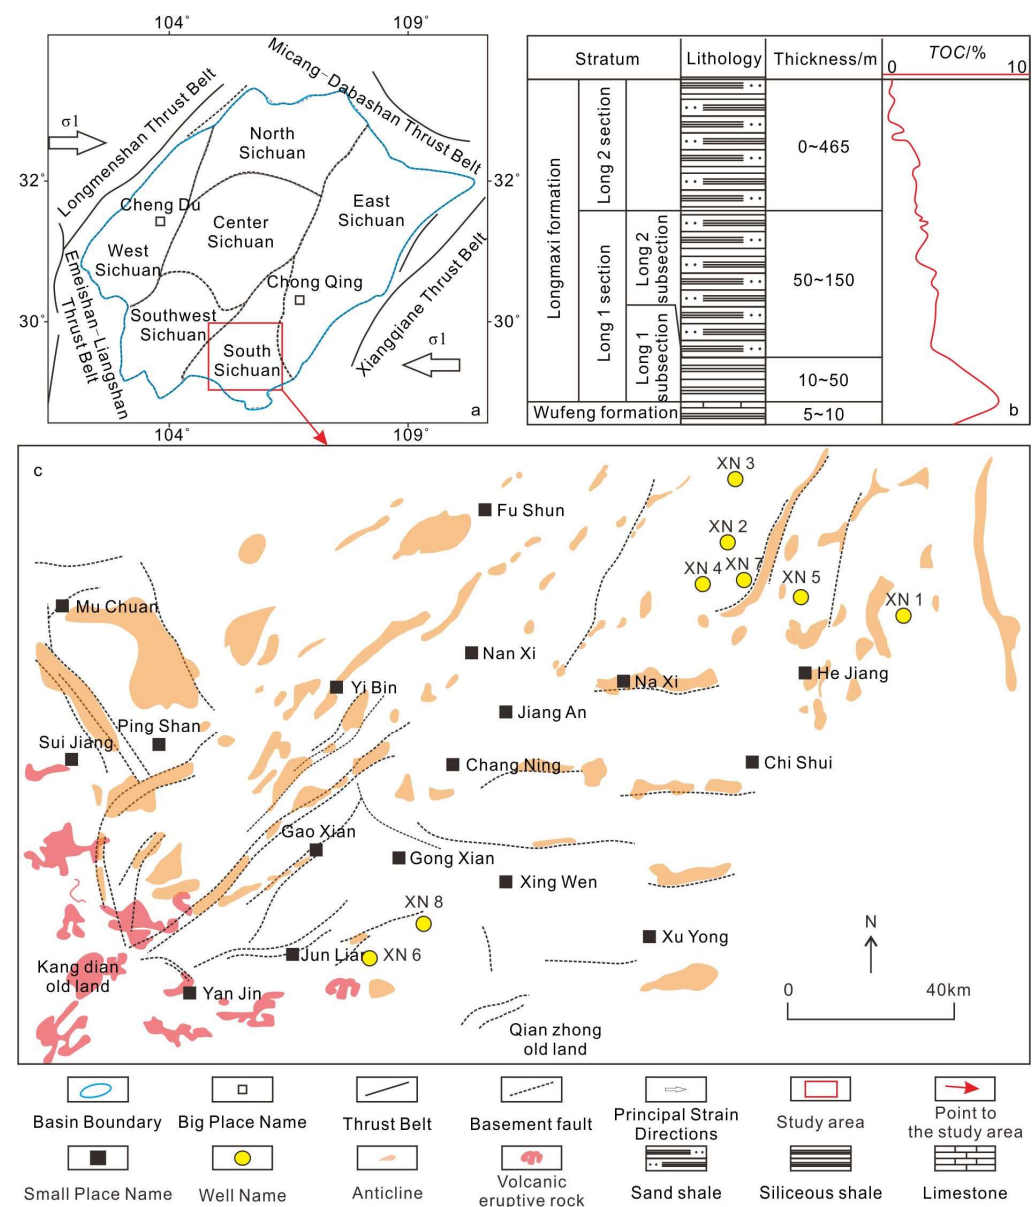 104°
109°
Micang-Dabashan Thrust Belt
Longmenshan Thrust Belt
σ1
North
Sichuan
32°
Cheng Du
East
Sichuan
Center
Sichuan
West
Sichuan
Chong Qing
Emeishan-Liangshan
Thrust Belt
Xiangqiane Thrust Belt
30°
Southwest
Sichuan
South
Sichuan
σ1
a
104°
109°
Stratum
Lithology
Thickness/m
TOC/%
0
10
Longmaxi formation
Long 2 section
0~465
Long 1 section
Long 2
subsection
50~150
Long 1
subsection
10~50
Wufeng formation
5~10
b
c
XN 3
Fu Shun
XN 2
XN 4
XN 7
XN 5
XN 1
Mu Chuan
Nan Xi
He Jiang
Yi Bin
Na Xi
Jiang An
Ping Shan
Sui Jiang
Chang Ning
Chi Shui
Gao Xian
Gong Xian
Xing Wen
XN 8
Xu Yong
N
Jun Lian
XN 6
Kang dian
old land
Yan Jin
0
40km
Qian zhong
old land
Basin Boundary
Big Place Name
Thrust Belt
Basement fault
Principal Strain
Directions
Study area
Point to
the study area
Small Place Name
Well Name
Anticline
Volcanic
eruptive rock
Sand shale
Siliceous shale
Limestone